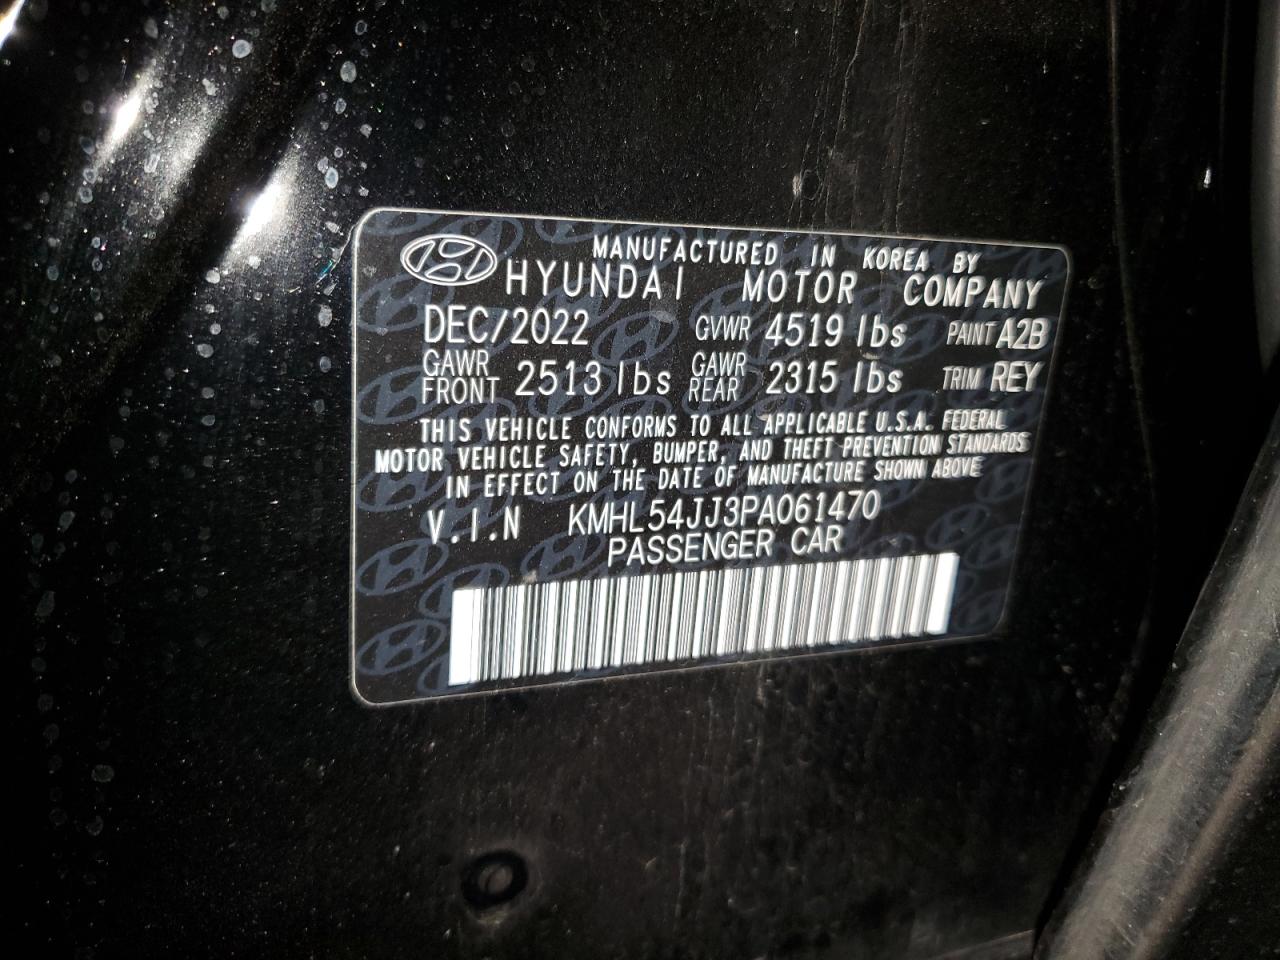 MANUFACTURED IN KOREA BY
HYUNDAI MOTOR COMPANY
DEC/2022 GVWR 4519 lbs PAINT A2B
GAWR FRONT 2513 lbs GAWR REAR 2315 lbs TRIM REY
THIS VEHICLE CONFORMS TO ALL APPLICABLE U.S.A. FEDERAL
MOTOR VEHICLE SAFETY, BUMPER, AND THEFT PREVENTION STANDARDS
IN EFFECT ON THE DATE OF MANUFACTURE SHOWN ABOVE
V.I.N KMHL54JJ3PA061470
PASSENGER CAR